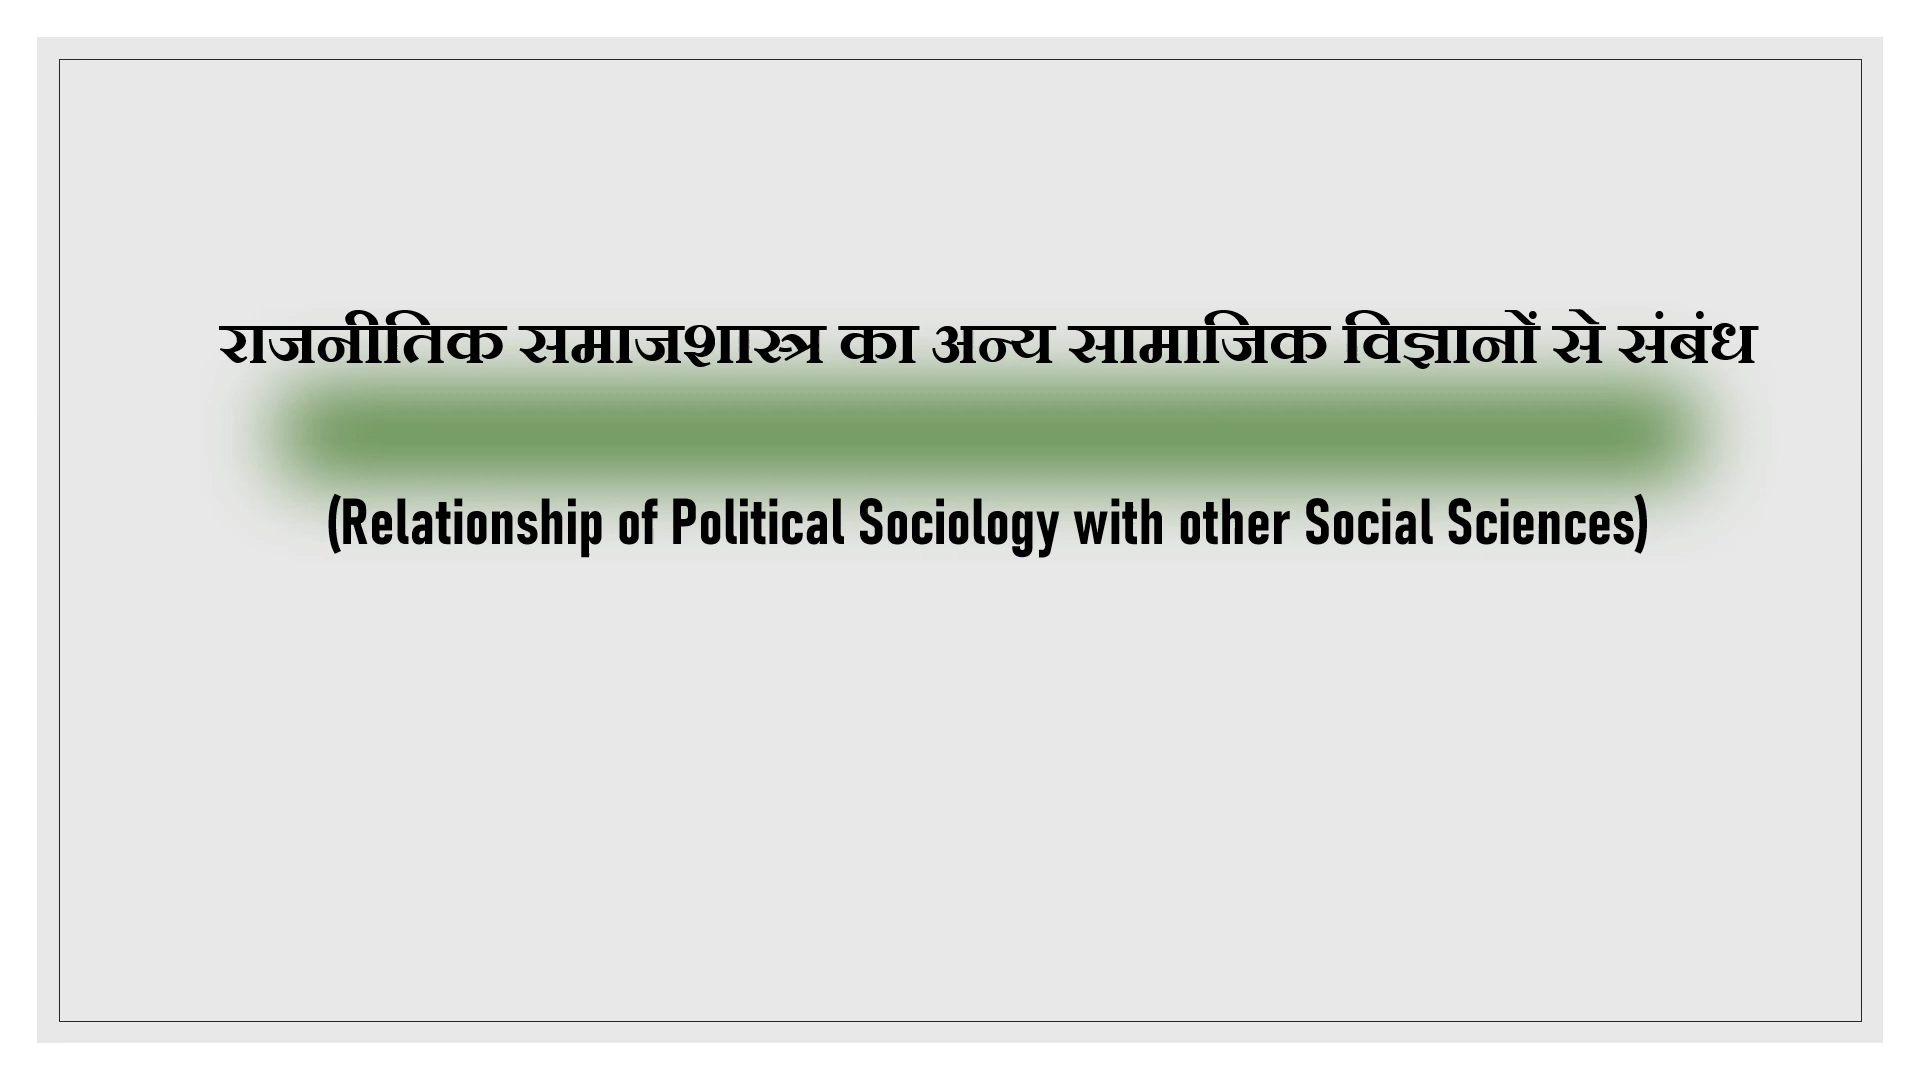 राजनीतिक समाजशास्त्र का अन्य सामाजिक विज्ञानों से संबंध
(Relationship of Political Sociology with other Social Sciences)